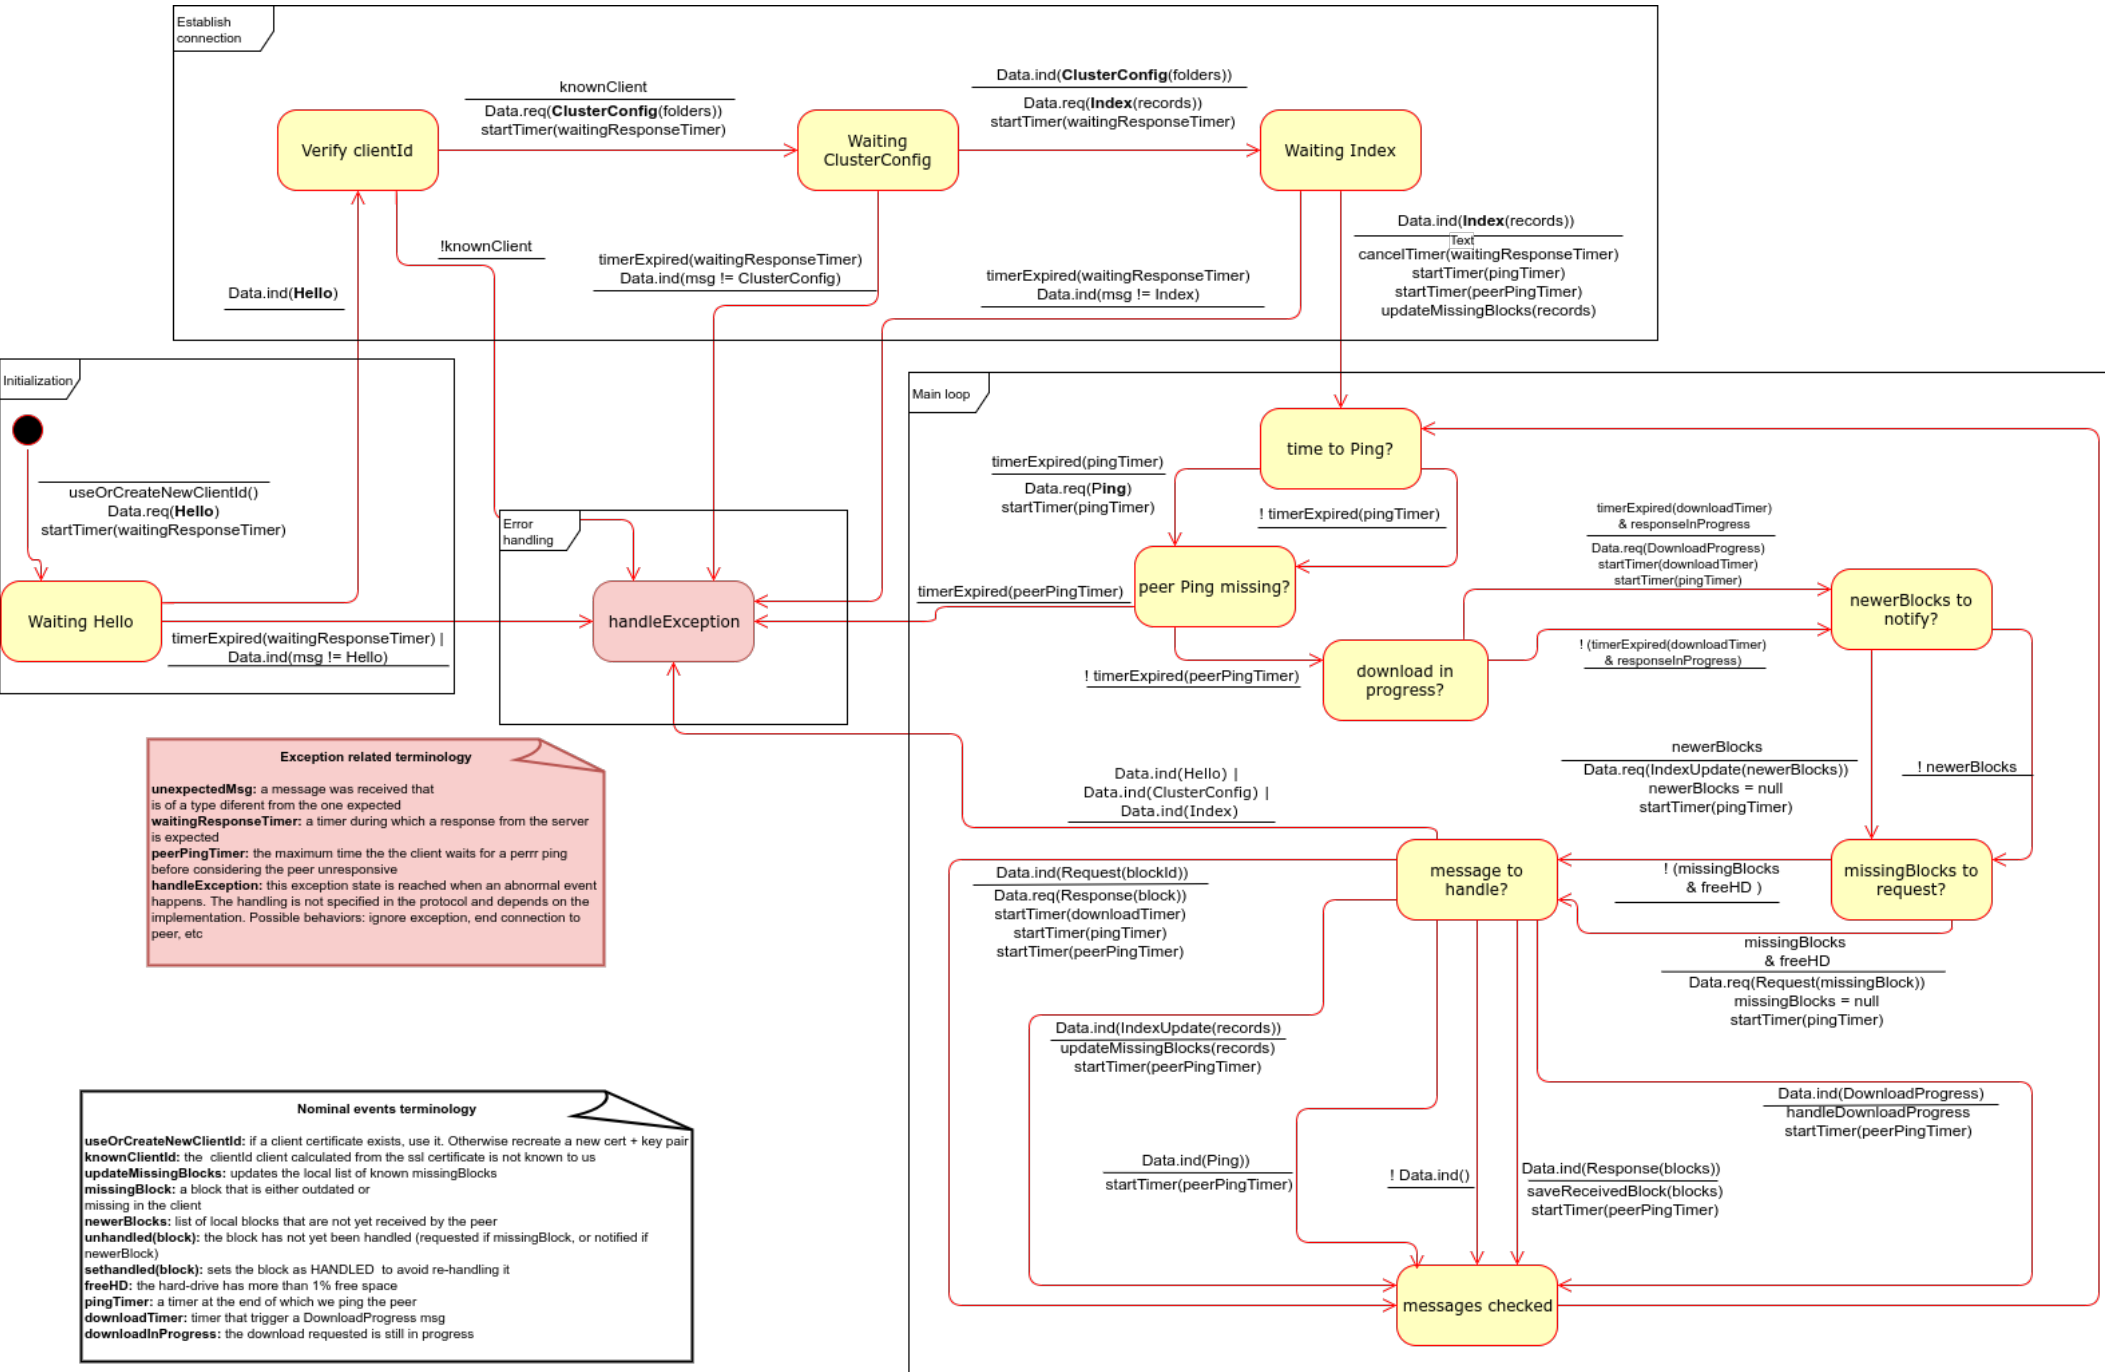 Establish
connection
knownClient
Data.req(ClusterConfig(folders))
startTimer(waitingResponseTimer)
Data.ind(ClusterConfig(folders))
Data.req(Index(records))
startTimer(waitingResponseTimer)
Verify clientId
Waiting
ClusterConfig
Waiting Index
!knownClient
timerExpired(waitingResponseTimer)
Data.ind(msg != ClusterConfig)
timerExpired(waitingResponseTimer)
Data.ind(msg != Index)
Data.ind(Index(records))
Text
cancelTimer(waitingResponseTimer)
startTimer(pingTimer)
startTimer(peerPingTimer)
updateMissingBlocks(records)
Data.ind(Hello)
Initialization
useOrCreateNewClientId()
Data.req(Hello)
startTimer(waitingResponseTimer)
Waiting Hello
timerExpired(waitingResponseTimer) |
Data.ind(msg != Hello)
Error
handling
handleException
Main loop
time to Ping?
timerExpired(pingTimer)
Data.req(Ping)
startTimer(pingTimer)
! timerExpired(pingTimer)
peer Ping missing?
timerExpired(peerPingTimer)
! timerExpired(peerPingTimer)
download in
progress?
timerExpired(downloadTimer)
& responseInProgress
Data.req(DownloadProgress)
startTimer(downloadTimer)
startTimer(pingTimer)
! (timerExpired(downloadTimer)
& responseInProgress)
newerBlocks to
notify?
newerBlocks
Data.req(IndexUpdate(newerBlocks))
newerBlocks = null
startTimer(pingTimer)
! newerBlocks
missingBlocks to
request?
! (missingBlocks
& freeHD )
missingBlocks
& freeHD
Data.req(Request(missingBlock))
missingBlocks = null
startTimer(pingTimer)
message to
handle?
Data.ind(Hello) |
Data.ind(ClusterConfig) |
Data.ind(Index)
Data.ind(Request(blockId))
Data.req(Response(block))
startTimer(downloadTimer)
startTimer(pingTimer)
startTimer(peerPingTimer)
Data.ind(IndexUpdate(records))
updateMissingBlocks(records)
startTimer(peerPingTimer)
Data.ind(Ping))
startTimer(peerPingTimer)
! Data.ind()
Data.ind(Response(blocks))
saveReceivedBlock(blocks)
startTimer(peerPingTimer)
Data.ind(DownloadProgress)
handleDownloadProgress
startTimer(peerPingTimer)
messages checked
Exception related terminology
unexpectedMsg: a message was received that
is of a type diferent from the one expected
waitingResponseTimer: a timer during which a response from the server
is expected
peerPingTimer: the maximum time the the client waits for a perrr ping
before considering the peer unresponsive
handleException: this exception state is reached when an abnormal event
happens. The handling is not specified in the protocol and depends on the
implementation. Possible behaviors: ignore exception, end connection to
peer, etc
Nominal events terminology
useOrCreateNewClientId: if a client certificate exists, use it. Otherwise recreate a new cert + key pair
knownClientId: the clientId client calculated from the ssl certificate is not known to us
updateMissingBlocks: updates the local list of known missingBlocks
missingBlock: a block that is either outdated or
missing in the client
newerBlocks: list of local blocks that are not yet received by the peer
unhandled(block): the block has not yet been handled (requested if missingBlock, or notified if
newerBlock)
sethandled(block): sets the block as HANDLED to avoid re-handling it
freeHD: the hard-drive has more than 1% free space
pingTimer: a timer at the end of which we ping the peer
downloadTimer: timer that trigger a DownloadProgress msg
downloadInProgress: the download requested is still in progress